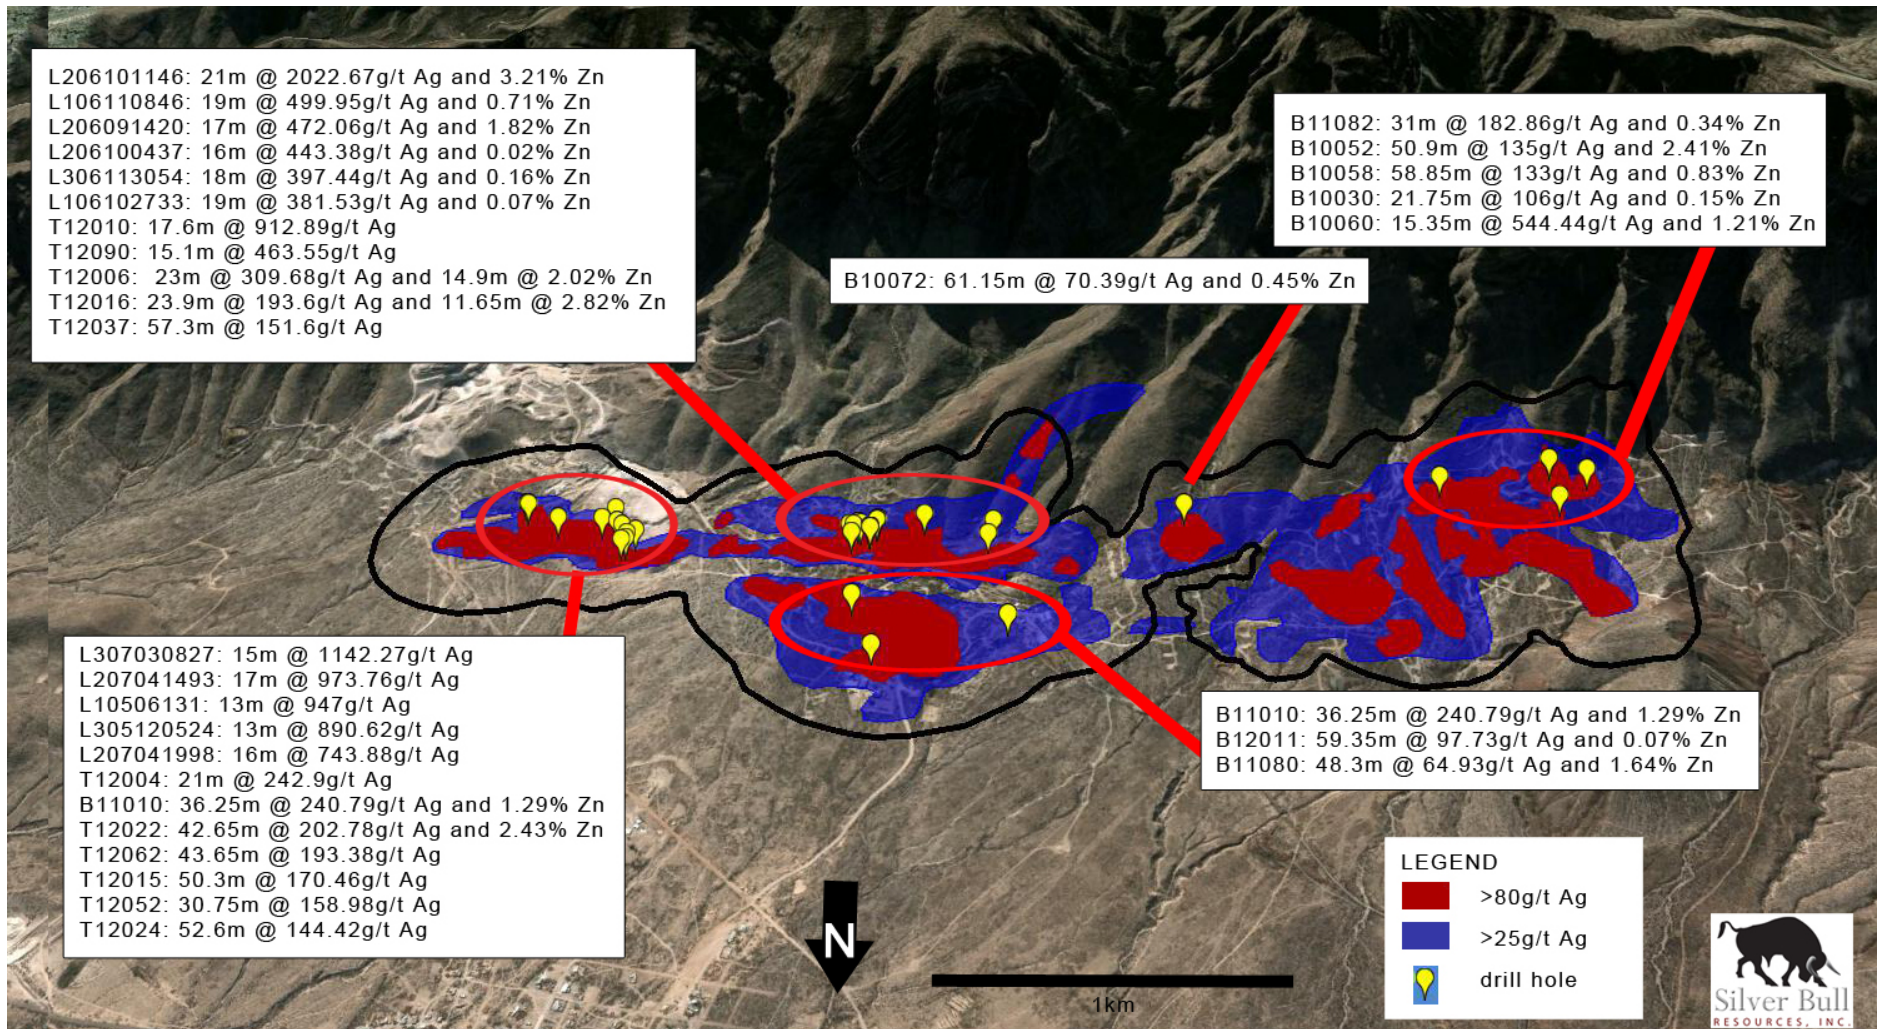 L206101146: 21m @ 2022.67g/t Ag and 3.21% Zn
L106110846: 19m @ 499.95g/t Ag and 0.71% Zn
L206091420: 17m @ 472.06g/t Ag and 1.82% Zn
L206100437: 16m @ 443.38g/t Ag and 0.02% Zn
L306113054: 18m @ 397.44g/t Ag and 0.16% Zn
L106102733: 19m @ 381.53g/t Ag and 0.07% Zn
T12010: 17.6m @ 912.89g/t Ag
T12090: 15.1m @ 463.55g/t Ag
T12006:  23m @ 309.68g/t Ag and 14.9m @ 2.02% Zn
T12016: 23.9m @ 193.6g/t Ag and 11.65m @ 2.82% Zn
T12037: 57.3m @ 151.6g/t Ag
B11082: 31m @ 182.86g/t Ag and 0.34% Zn
B10052: 50.9m @ 135g/t Ag and 2.41% Zn
B10058: 58.85m @ 133g/t Ag and 0.83% Zn
B10030: 21.75m @ 106g/t Ag and 0.15% Zn
B10060: 15.35m @ 544.44g/t Ag and 1.21% Zn
B10072: 61.15m @ 70.39g/t Ag and 0.45% Zn
L307030827: 15m @ 1142.27g/t Ag
L207041493: 17m @ 973.76g/t Ag
L10506131: 13m @ 947g/t Ag
L305120524: 13m @ 890.62g/t Ag
L207041998: 16m @ 743.88g/t Ag
T12004: 21m @ 242.9g/t Ag
B11010: 36.25m @ 240.79g/t Ag and 1.29% Zn
T12022: 42.65m @ 202.78g/t Ag and 2.43% Zn
T12062: 43.65m @ 193.38g/t Ag
T12015: 50.3m @ 170.46g/t Ag
T12052: 30.75m @ 158.98g/t Ag
T12024: 52.6m @ 144.42g/t Ag
B11010: 36.25m @ 240.79g/t Ag and 1.29% Zn
B12011: 59.35m @ 97.73g/t Ag and 0.07% Zn
B11080: 48.3m @ 64.93g/t Ag and 1.64% Zn
N
1km
LEGEND
>80g/t Ag
>25g/t Ag
drill hole
Silver Bull
RESOURCES, INC.